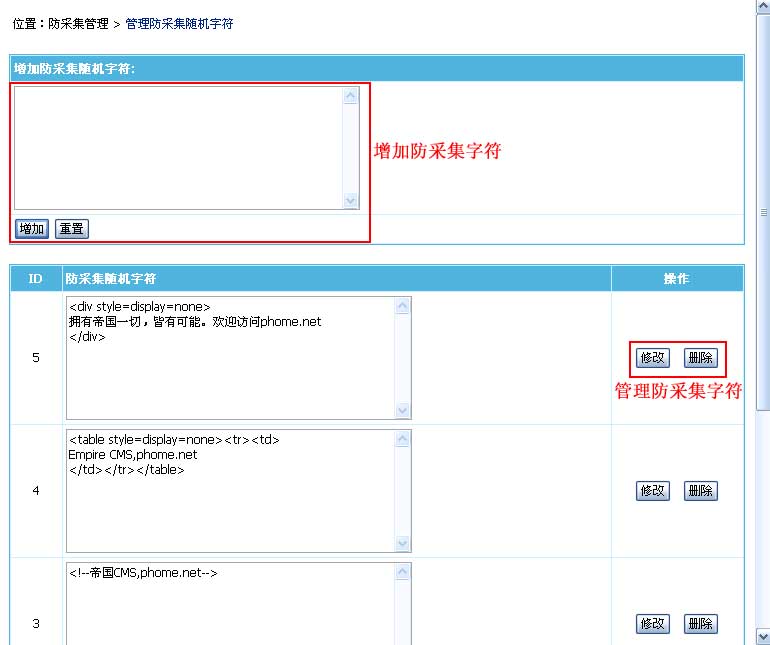 位置：防采集管理 > 管理防采集随机字符
增加防采集随机字符:
增加防采集字符
增加 重置
ID 防采集随机字符 操作
<div style=display=none>
拥有帝国一切，皆有可能。欢迎访问phome.net
</div>
5
修改 删除
管理防采集字符
<table style=display=none><tr><td>
Empire CMS,phome.net
</td></tr></table>
4
修改 删除
<!--帝国CMS,phome.net-->
3
修改 删除